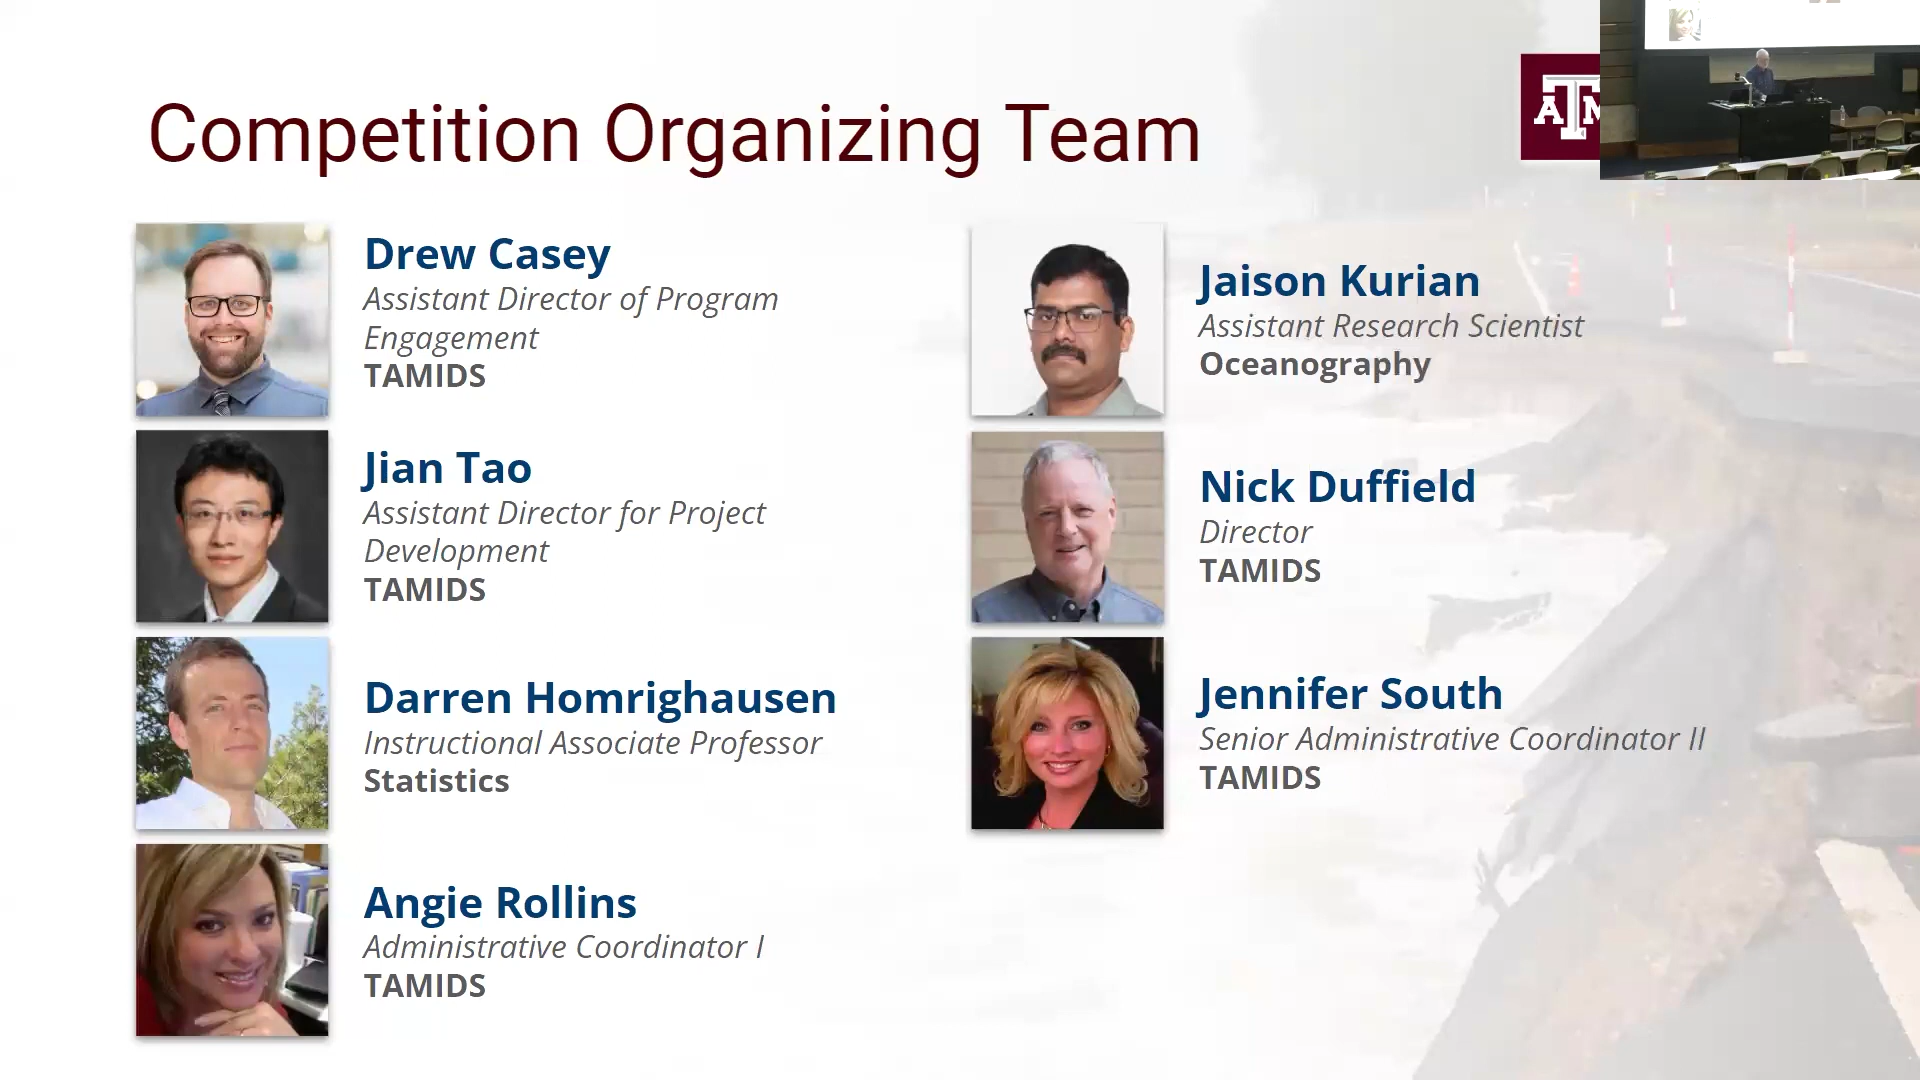 Competition Organizing Team
ATM
Drew Casey
Assistant Director of Program
Engagement
TAMIDS
Jian Tao
Assistant Director for Project
Development
TAMIDS
Darren Homrighausen
Instructional Associate Professor
Statistics
Angie Rollins
Administrative Coordinator I
TAMIDS
Jaison Kurian
Assistant Research Scientist
Oceanography
Nick Duffield
Director
TAMIDS
Jennifer South
Senior Administrative Coordinator II
TAMIDS